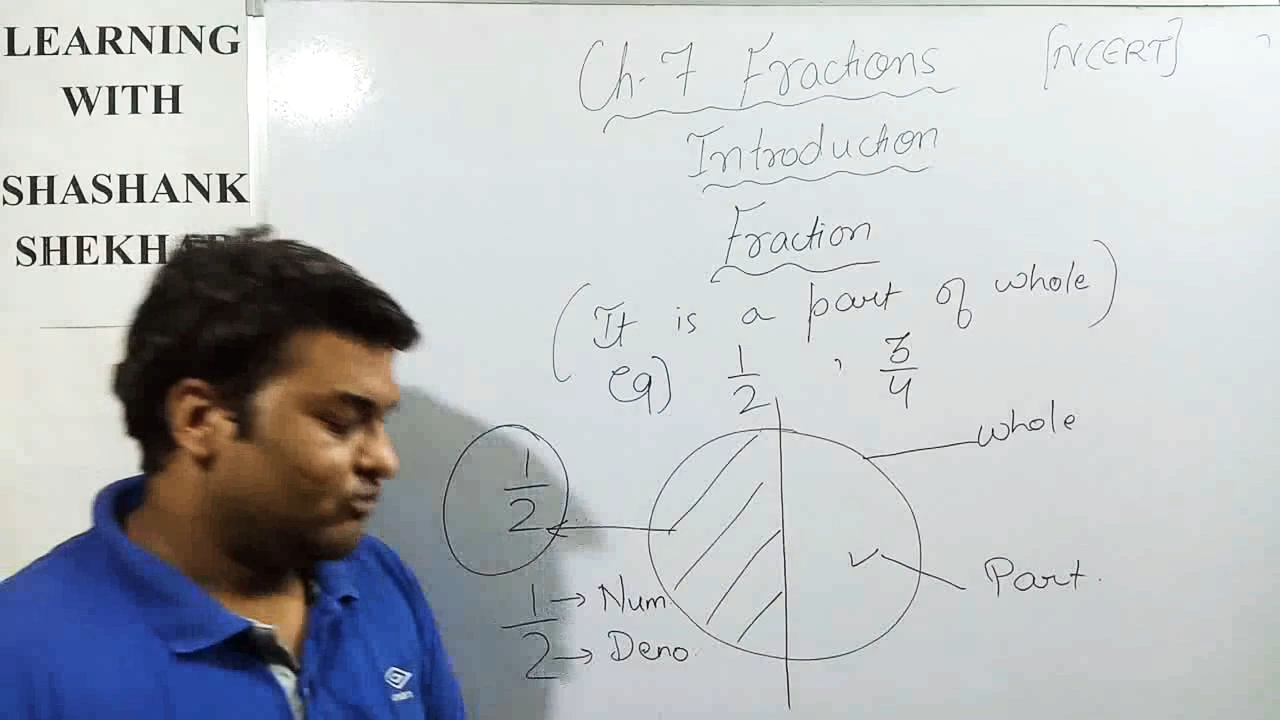 LEARNING
WITH
SHASHANK
Ch. 7 Fractions [NCERT]
Introduction
Fraction
(It is a part of whole)
eg) 1/2 , 3/4
whole
1/2
Part.
1 → Num
2 → Deno